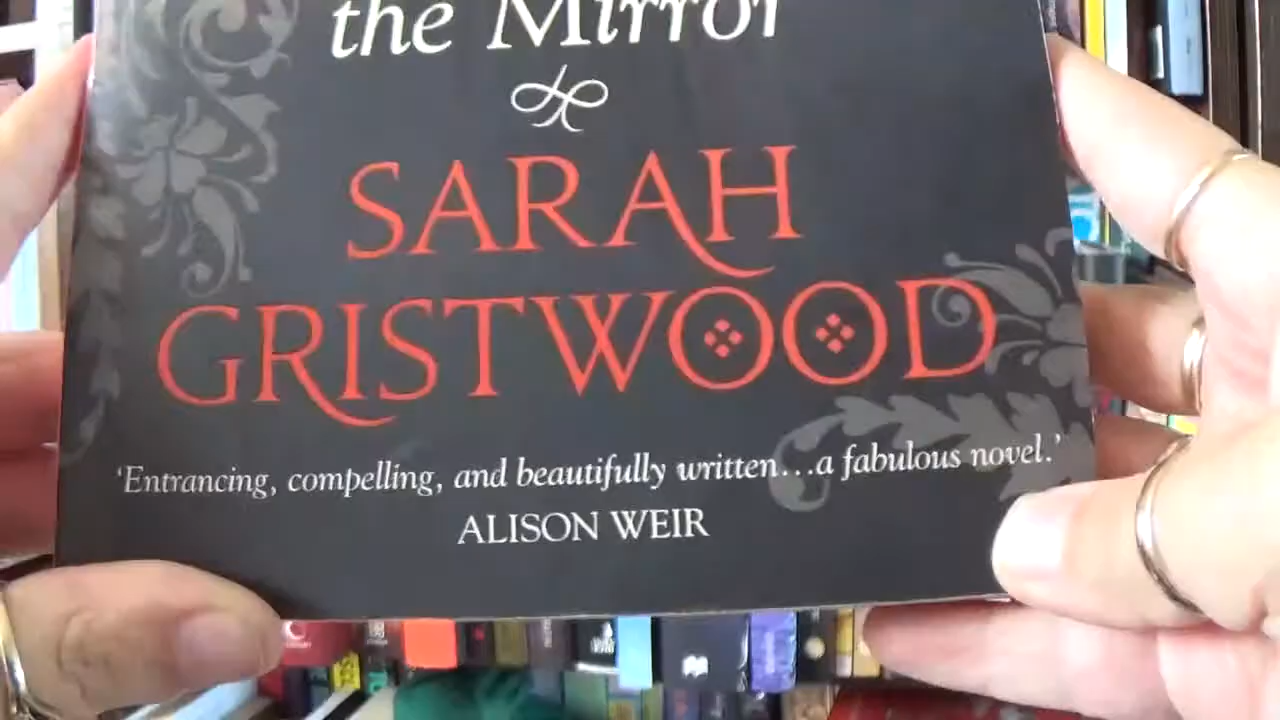 the Mirror
SARAH
GRISTWOOD
‘Entrancing, compelling, and beautifully written...a fabulous novel.’
ALISON WEIR